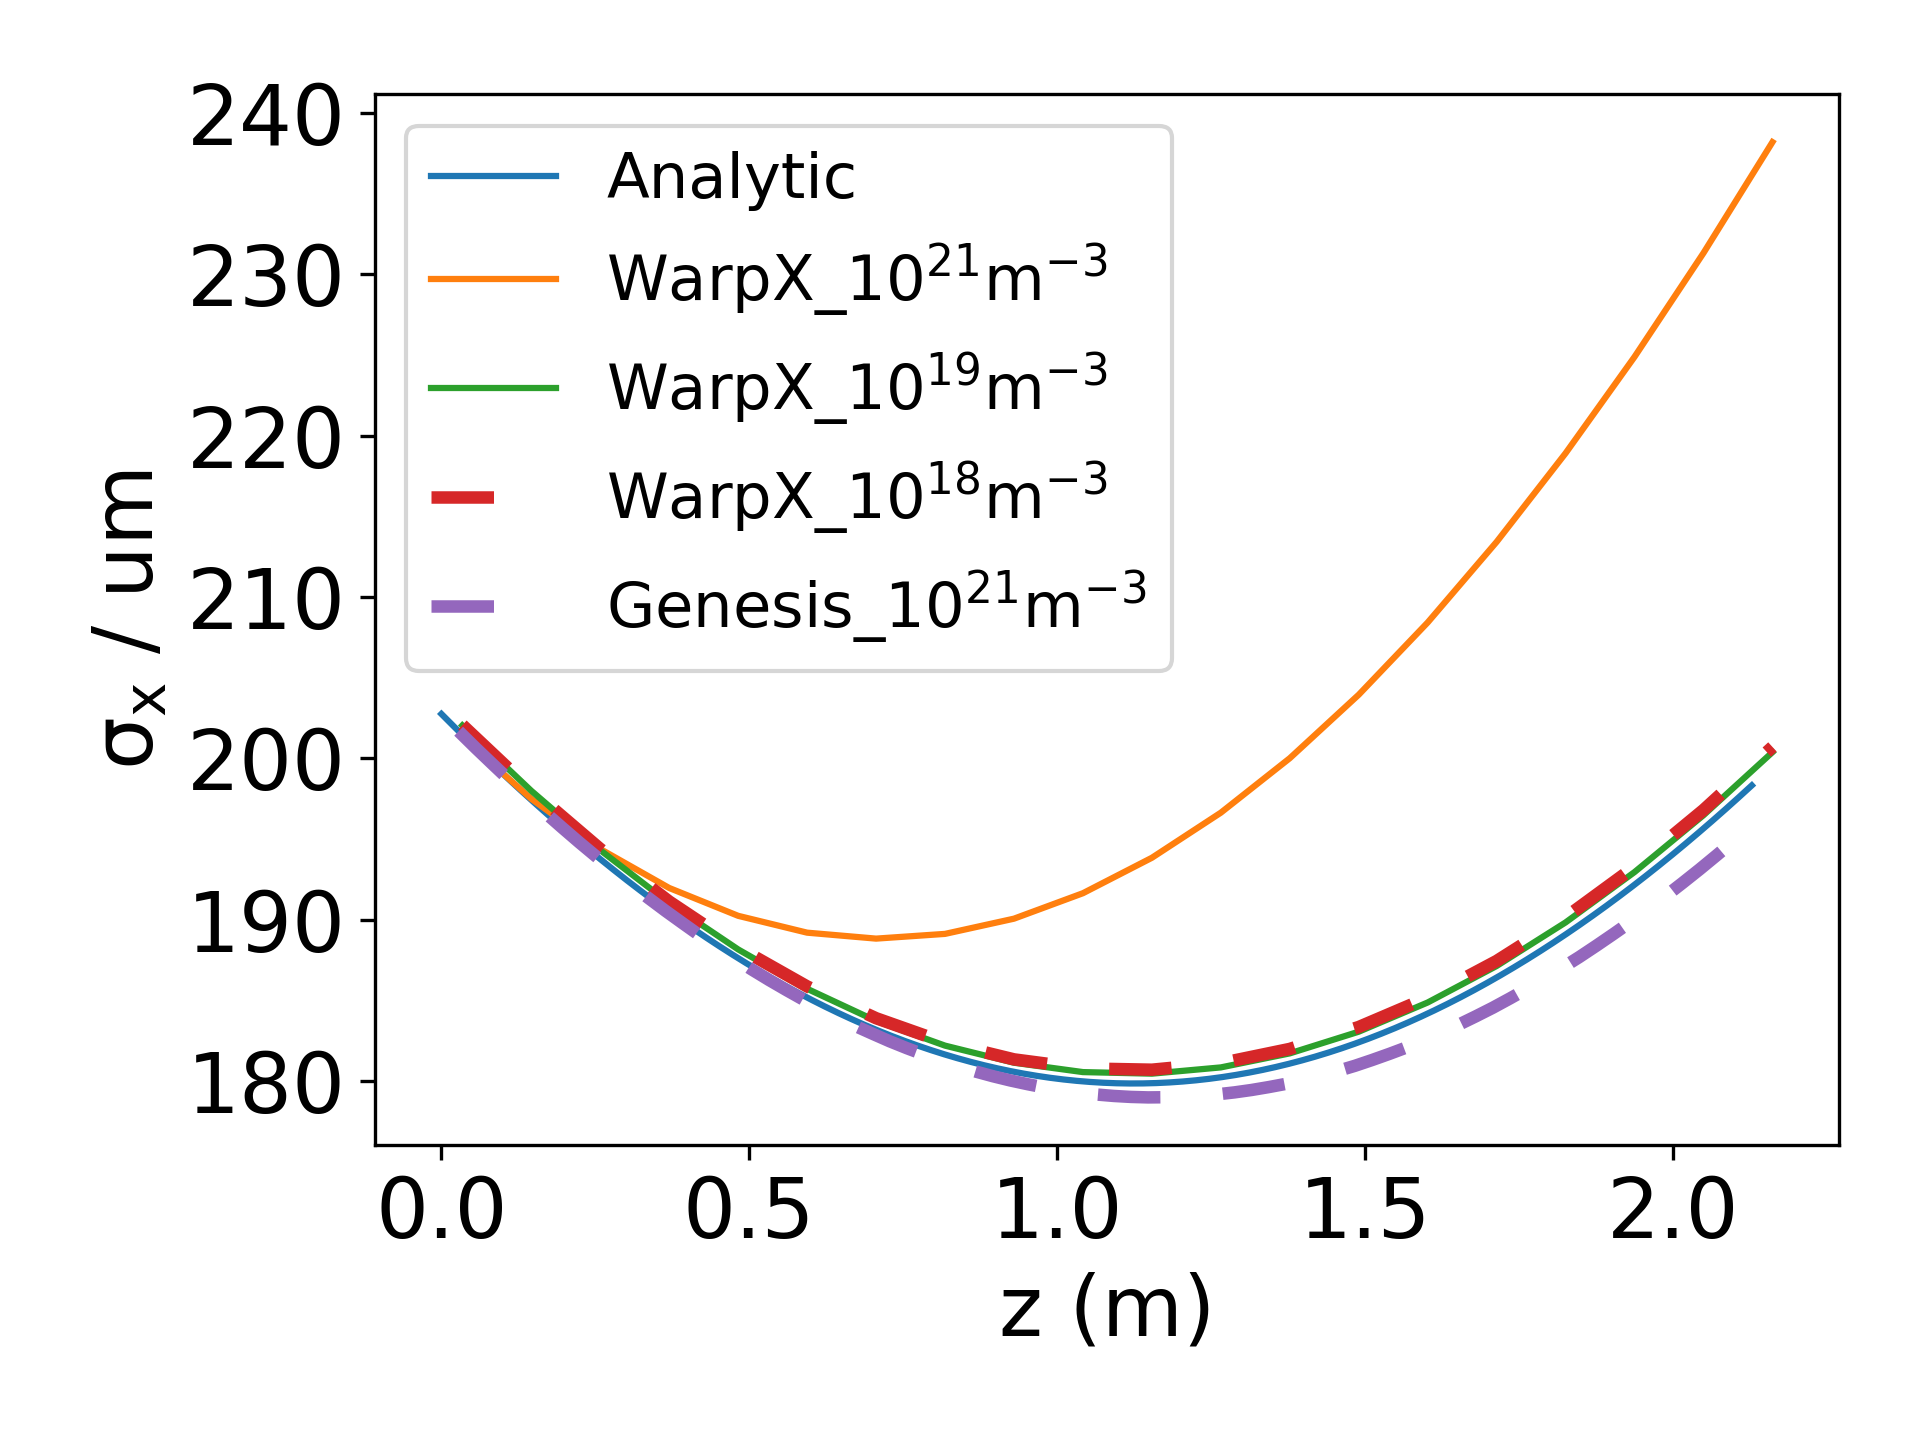 240
230
220
210
200
190
180
σₓ / um
Analytic
WarpX_10²¹m⁻³
WarpX_10¹⁹m⁻³
WarpX_10¹⁸m⁻³
Genesis_10²¹m⁻³
0.0 0.5 1.0 1.5 2.0
z (m)